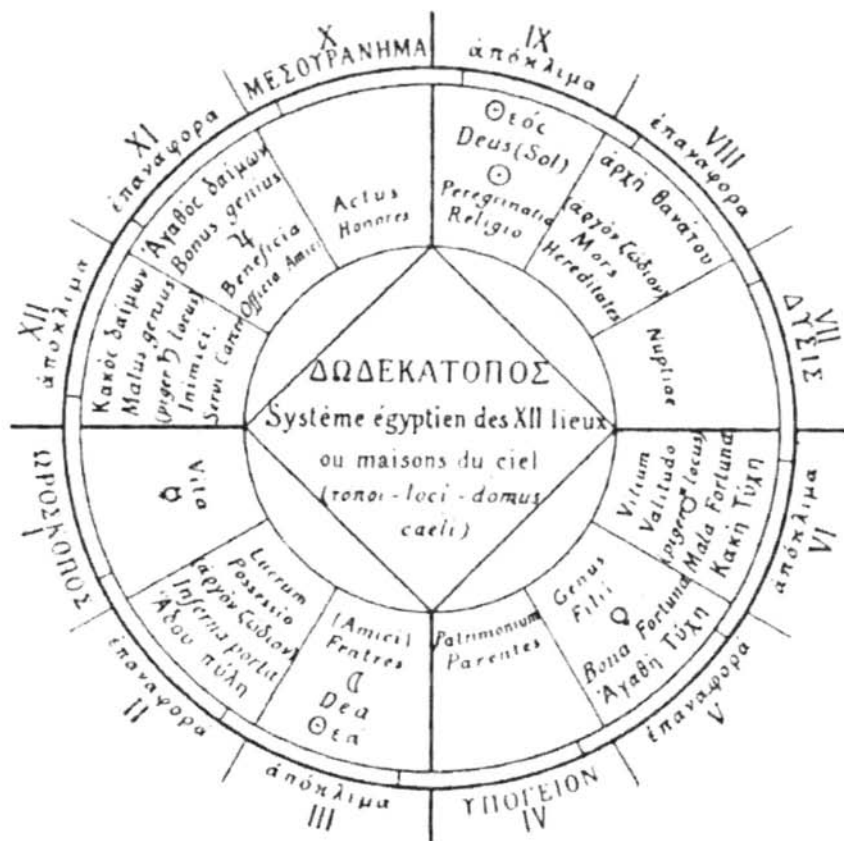 ΔΩΔΕΚΑΤΟΠΟΣ
Système égyptien des XII lieux
ou maisons du ciel
(τόποι - loci - domus
caeli)
I
ΩΡΟΣΚΟΠΟΣ
☿
Vita
II
ἐπαναφορα
Lucrum
Possessio
(ἀργὸν ζώδιον)
Inferna porta
Ἅδου πύλη
III
ἀπόκλιμα
(Amici)
Fratres
☾
Dea
Θεά
IV
ΥΠΟΓΕΙΟΝ
Patrimonium
Parentes
V
ἐπαναφορά
Genus
Filii
♀
Bona Fortuna
Ἀγαθὴ Τύχη
VI
ἀπόκλιμα
Vitium
Valitudo
(piger ♂ locus)
Mala Fortuna
Κακὴ Τύχη
VII
ΔΥΣΙΣ
Nuptiae
VIII
ἐπαναφορα
ἀρχὴ θανάτου
(ἀργὸν ζώδιον)
Mors
Hereditates
IX
ἀπόκλιμα
Θεός
Deus (Sol)
☉
Peregrinatio
Religio
X
ΜΕΣΟΥΡΑΝΗΜΑ
Actus
Honores
XI
ἐπαναφορα
Ἀγαθὸς δαίμων
Bonus genius
♃
Beneficia
Officia Amici
XII
ἀπόκλιμα
Κακὸς δαίμων
Malus genius
(piger ♄ locus)
Inimici.
Servi Carcer